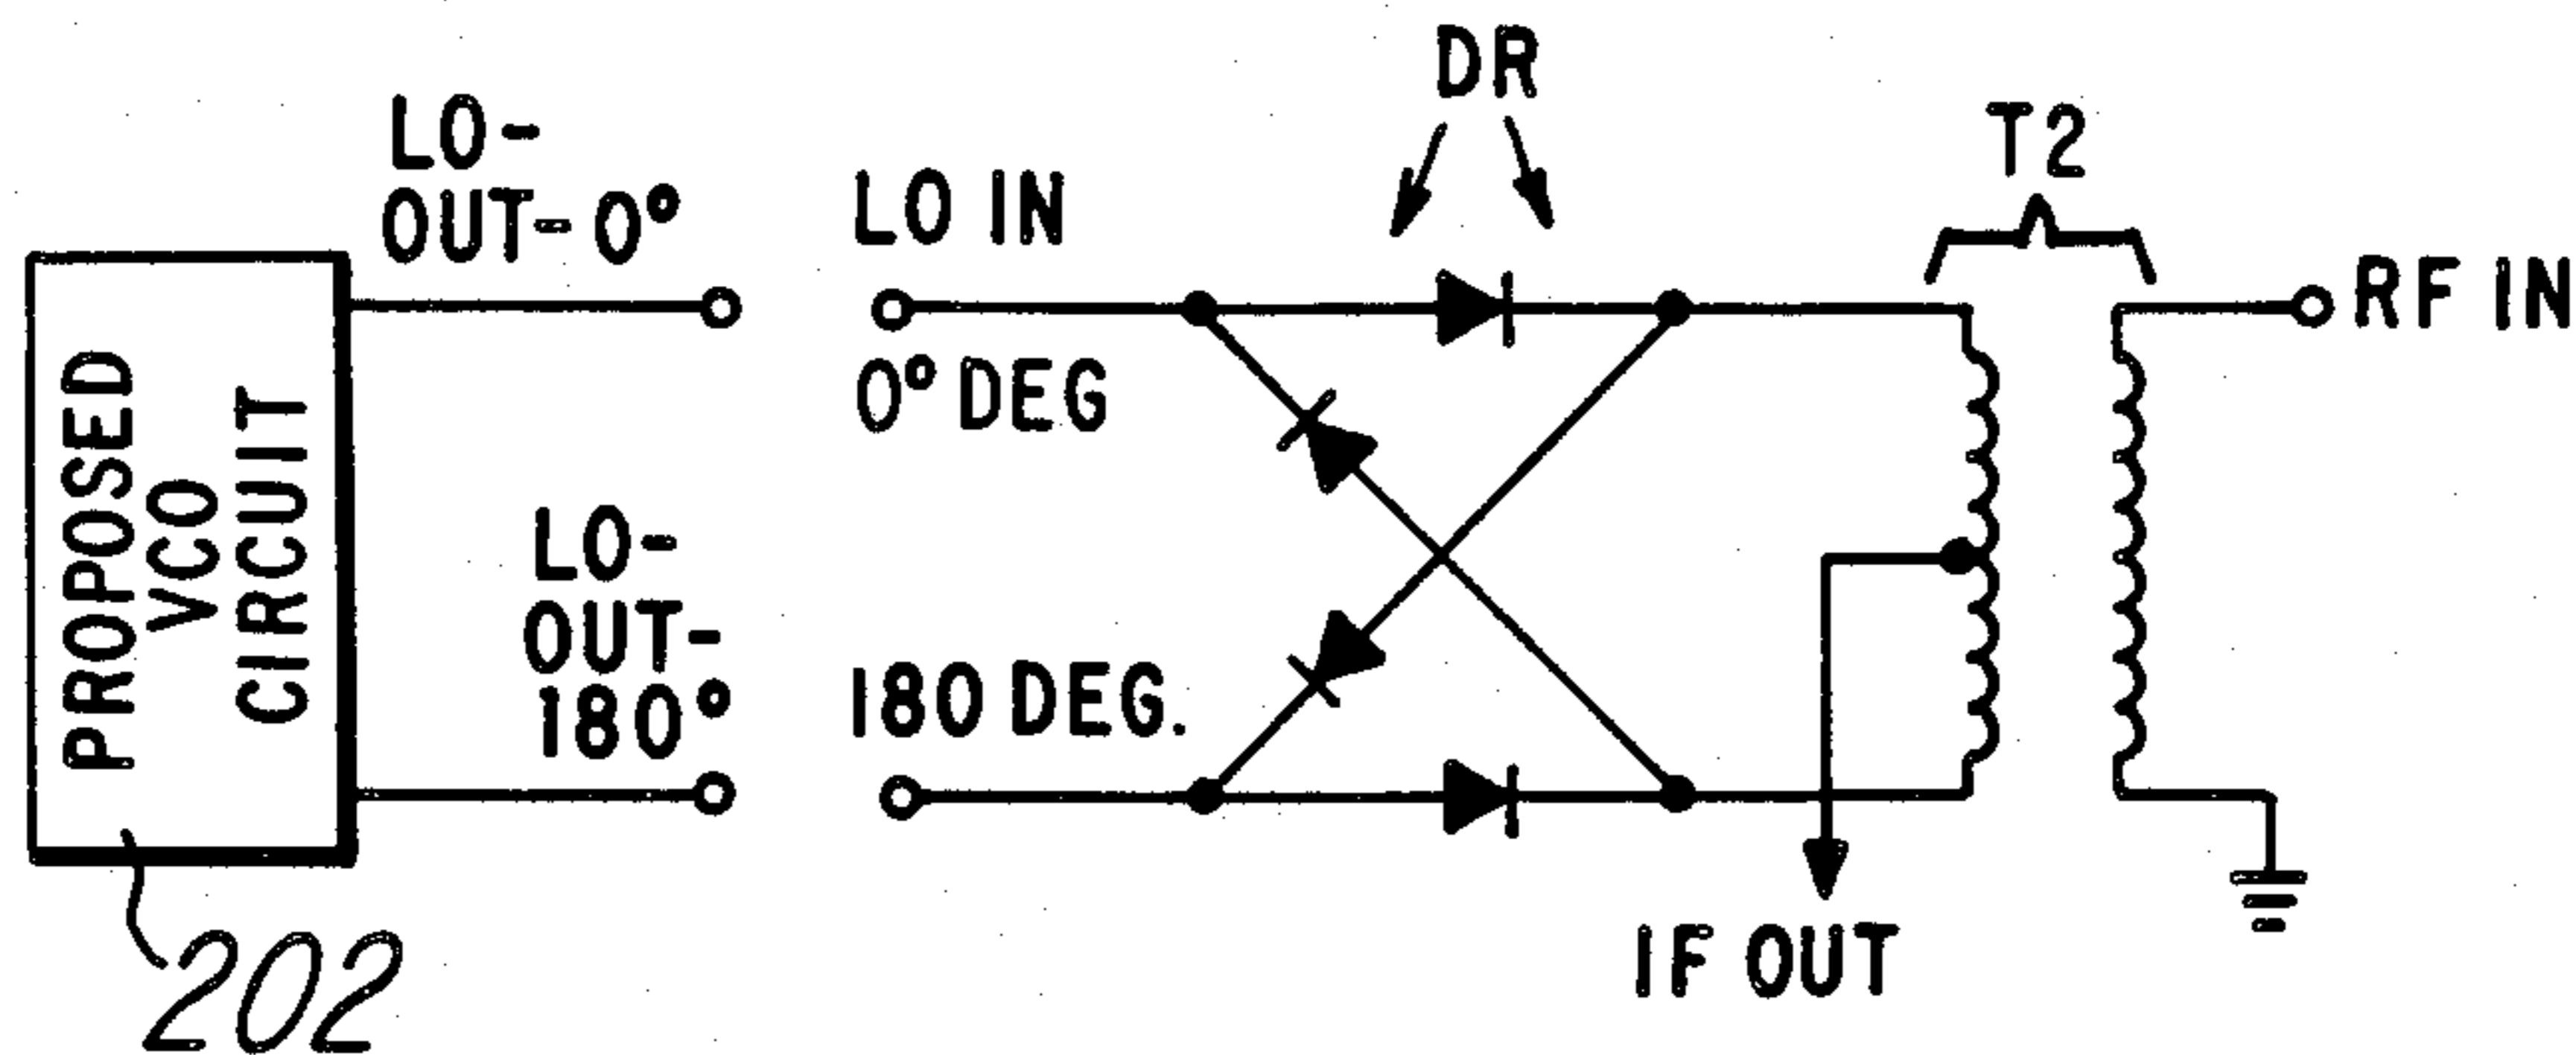 PROPOSED
VCO
CIRCUIT
202
LO-
OUT-0°
LO-
OUT-
180°
LO IN
0° DEG
180 DEG.
DR
T2
RF IN
IF OUT